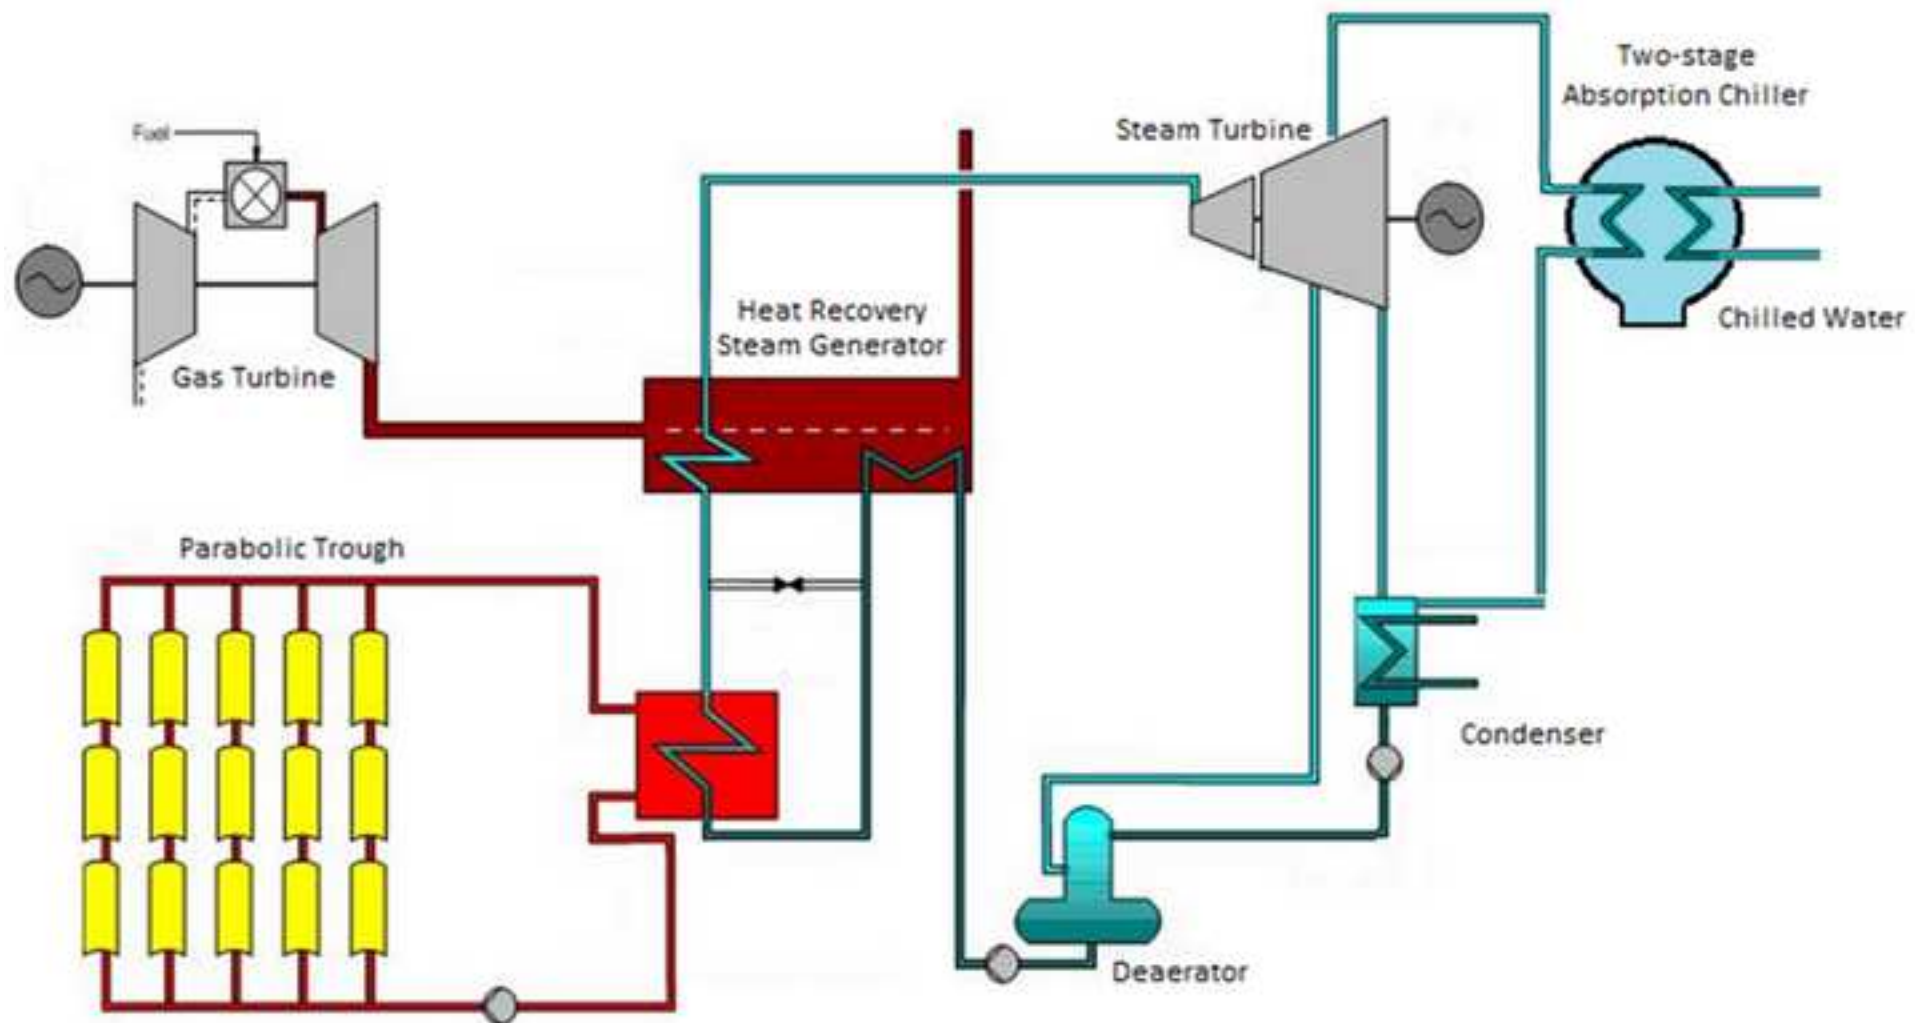 Two-stage
Absorption Chiller
Steam Turbine
Fuel
Heat Recovery
Steam Generator
Chilled Water
Gas Turbine
Parabolic Trough
Condenser
Deaerator